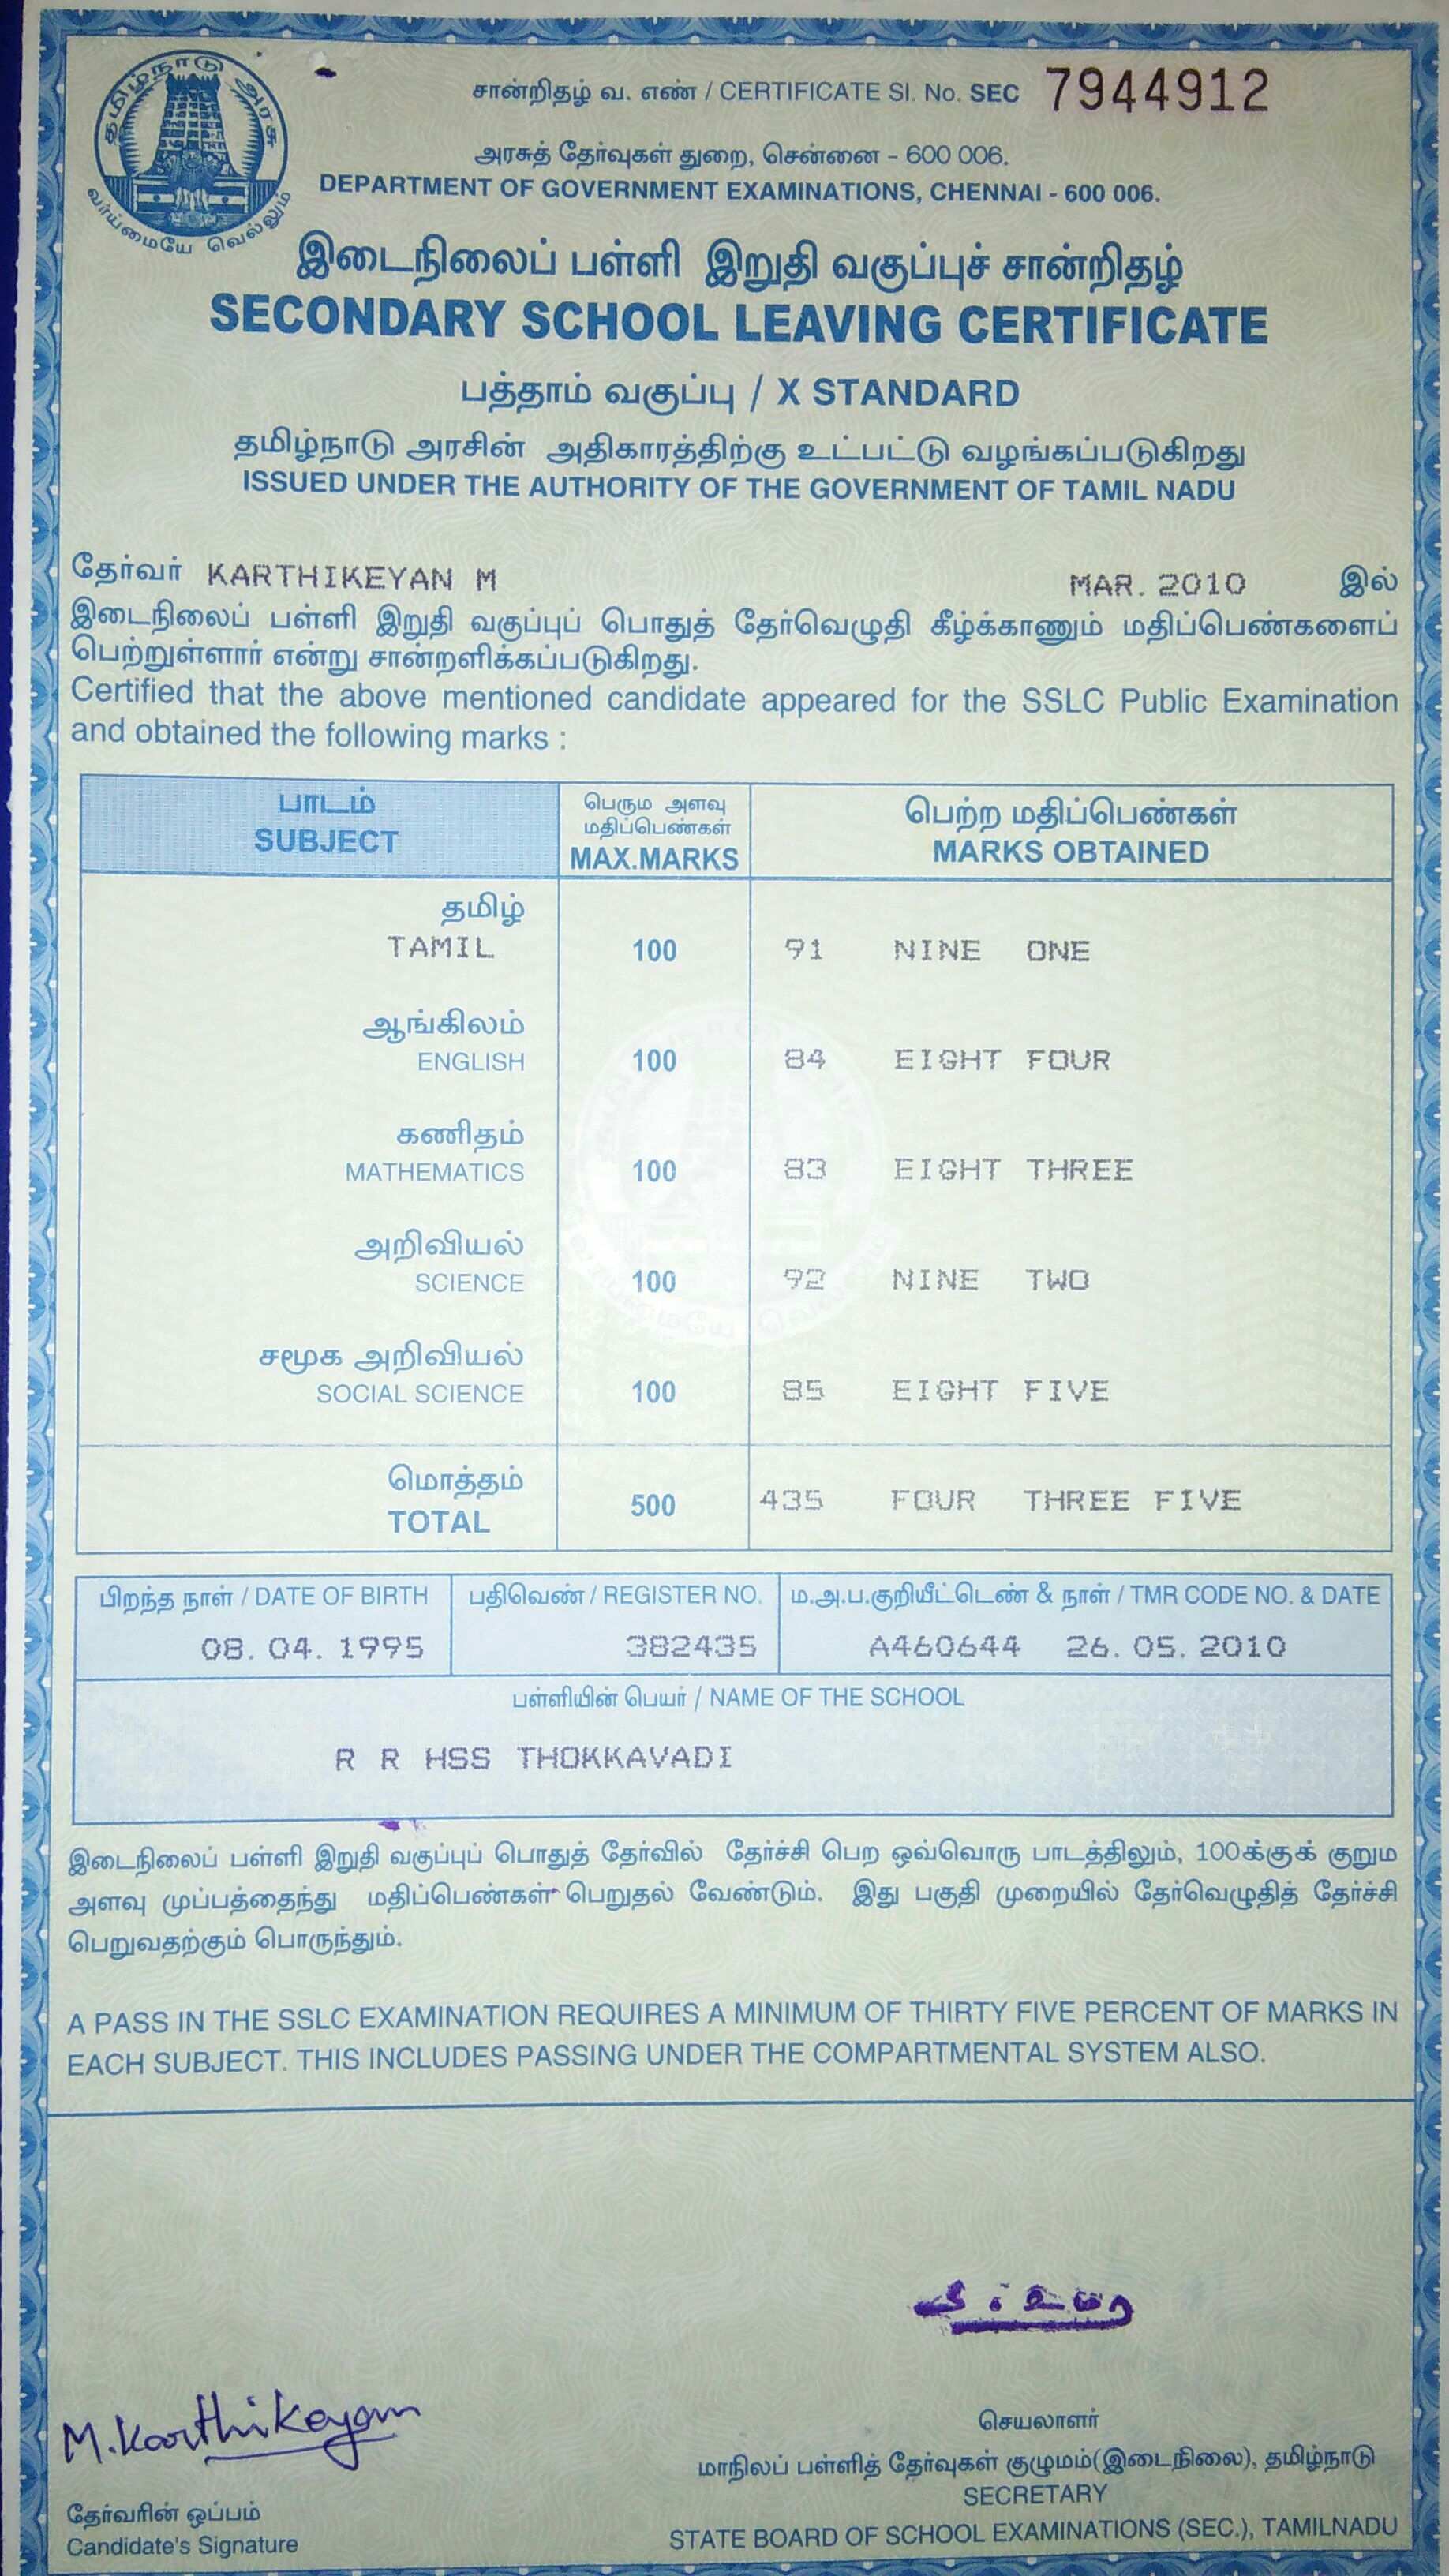 தமிழ்நாடு அரசு
வாய்மையே வெல்லும்
சான்றிதழ் வ. எண் / CERTIFICATE Sl. No. SEC 7944912
அரசுத் தேர்வுகள் துறை, சென்னை – 600 006.
DEPARTMENT OF GOVERNMENT EXAMINATIONS, CHENNAI - 600 006.
இடைநிலைப் பள்ளி இறுதி வகுப்புச் சான்றிதழ்
SECONDARY SCHOOL LEAVING CERTIFICATE
பத்தாம் வகுப்பு / X STANDARD
தமிழ்நாடு அரசின் அதிகாரத்திற்கு உட்பட்டு வழங்கப்படுகிறது
ISSUED UNDER THE AUTHORITY OF THE GOVERNMENT OF TAMIL NADU
தேர்வர் KARTHIKEYAN M MAR. 2010 இல்
இடைநிலைப் பள்ளி இறுதி வகுப்புப் பொதுத் தேர்வெழுதி கீழ்க்காணும் மதிப்பெண்களைப்
பெற்றுள்ளார் என்று சான்றளிக்கப்படுகிறது.
Certified that the above mentioned candidate appeared for the SSLC Public Examination
and obtained the following marks :
பாடம் பெரும அளவு பெற்ற மதிப்பெண்கள்
மதிப்பெண்கள்
SUBJECT MAX.MARKS MARKS OBTAINED
தமிழ்
TAMIL 100 91 NINE ONE
ஆங்கிலம்
ENGLISH 100 84 EIGHT FOUR
கணிதம்
MATHEMATICS 100 83 EIGHT THREE
அறிவியல்
SCIENCE 100 92 NINE TWO
சமூக அறிவியல்
SOCIAL SCIENCE 100 85 EIGHT FIVE
மொத்தம்
TOTAL 500 435 FOUR THREE FIVE
பிறந்த நாள் / DATE OF BIRTH பதிவெண் / REGISTER NO. ம.அ.ப.குறியீட்டெண் & நாள் / TMR CODE NO. & DATE
08. 04. 1995 382435 A460644 26. 05. 2010
பள்ளியின் பெயர் / NAME OF THE SCHOOL
R R HSS THOKKAVADI
இடைநிலைப் பள்ளி இறுதி வகுப்புப் பொதுத் தேர்வில் தேர்ச்சி பெற ஒவ்வொரு பாடத்திலும், 100க்குக் குறும
அளவு முப்பத்தைந்து மதிப்பெண்கள் பெறுதல் வேண்டும். இது பகுதி முறையில் தேர்வெழுதித் தேர்ச்சி
பெறுவதற்கும் பொருந்தும்.
A PASS IN THE SSLC EXAMINATION REQUIRES A MINIMUM OF THIRTY FIVE PERCENT OF MARKS IN
EACH SUBJECT. THIS INCLUDES PASSING UNDER THE COMPARTMENTAL SYSTEM ALSO.
M.Karthikeyan
தேர்வரின் ஒப்பம்
Candidate's Signature
செயலாளர்
மாநிலப் பள்ளித் தேர்வுகள் குழுமம்(இடைநிலை), தமிழ்நாடு
SECRETARY
STATE BOARD OF SCHOOL EXAMINATIONS (SEC.), TAMILNADU